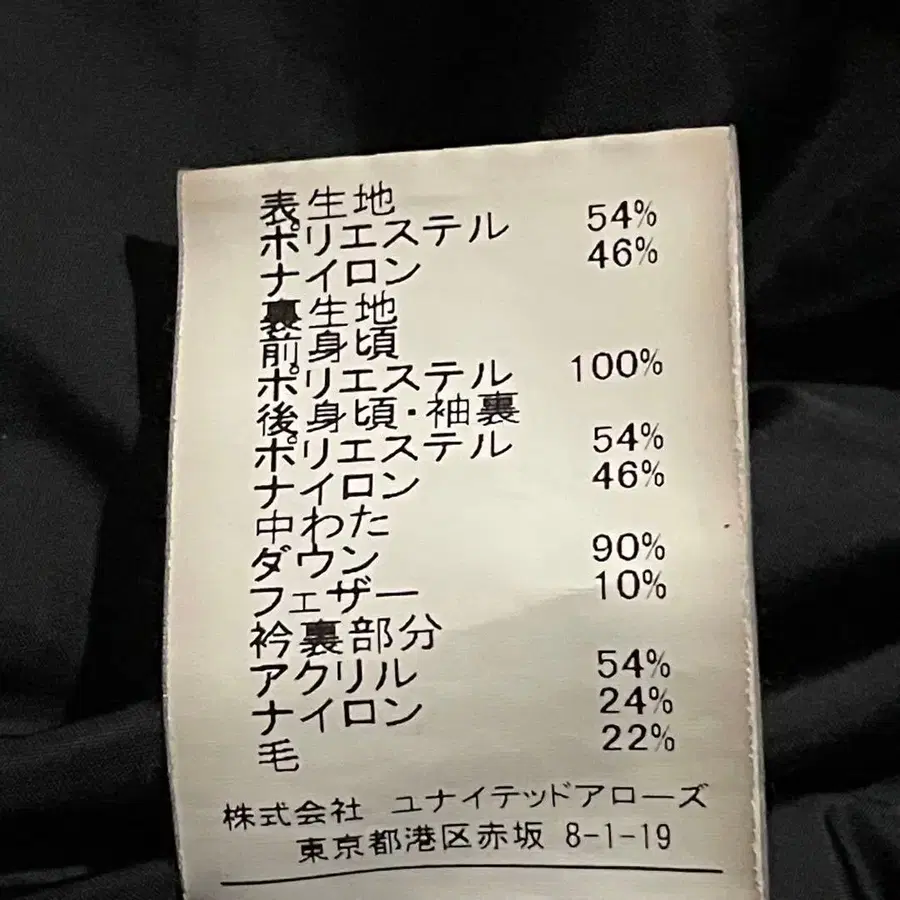 表生地
ポリエステル 54%
ナイロン 46%
裏生地
前身頃
ポリエステル 100%
後身頃・袖裏
ポリエステル 54%
ナイロン 46%
中わた
ダウン 90%
フェザー 10%
衿裏部分
アクリル 54%
ナイロン 24%
毛 22%
株式会社 ユナイテッドアローズ
東京都港区赤坂 8-1-19